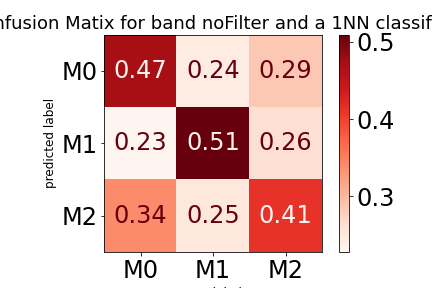 nfusion Matix for band noFilter and a 1NN classif
M0 0.47 0.24 0.29
M1 0.23 0.51 0.26
M2 0.34 0.25 0.41
M0 M1 M2
predicted label
0.5
0.4
0.3